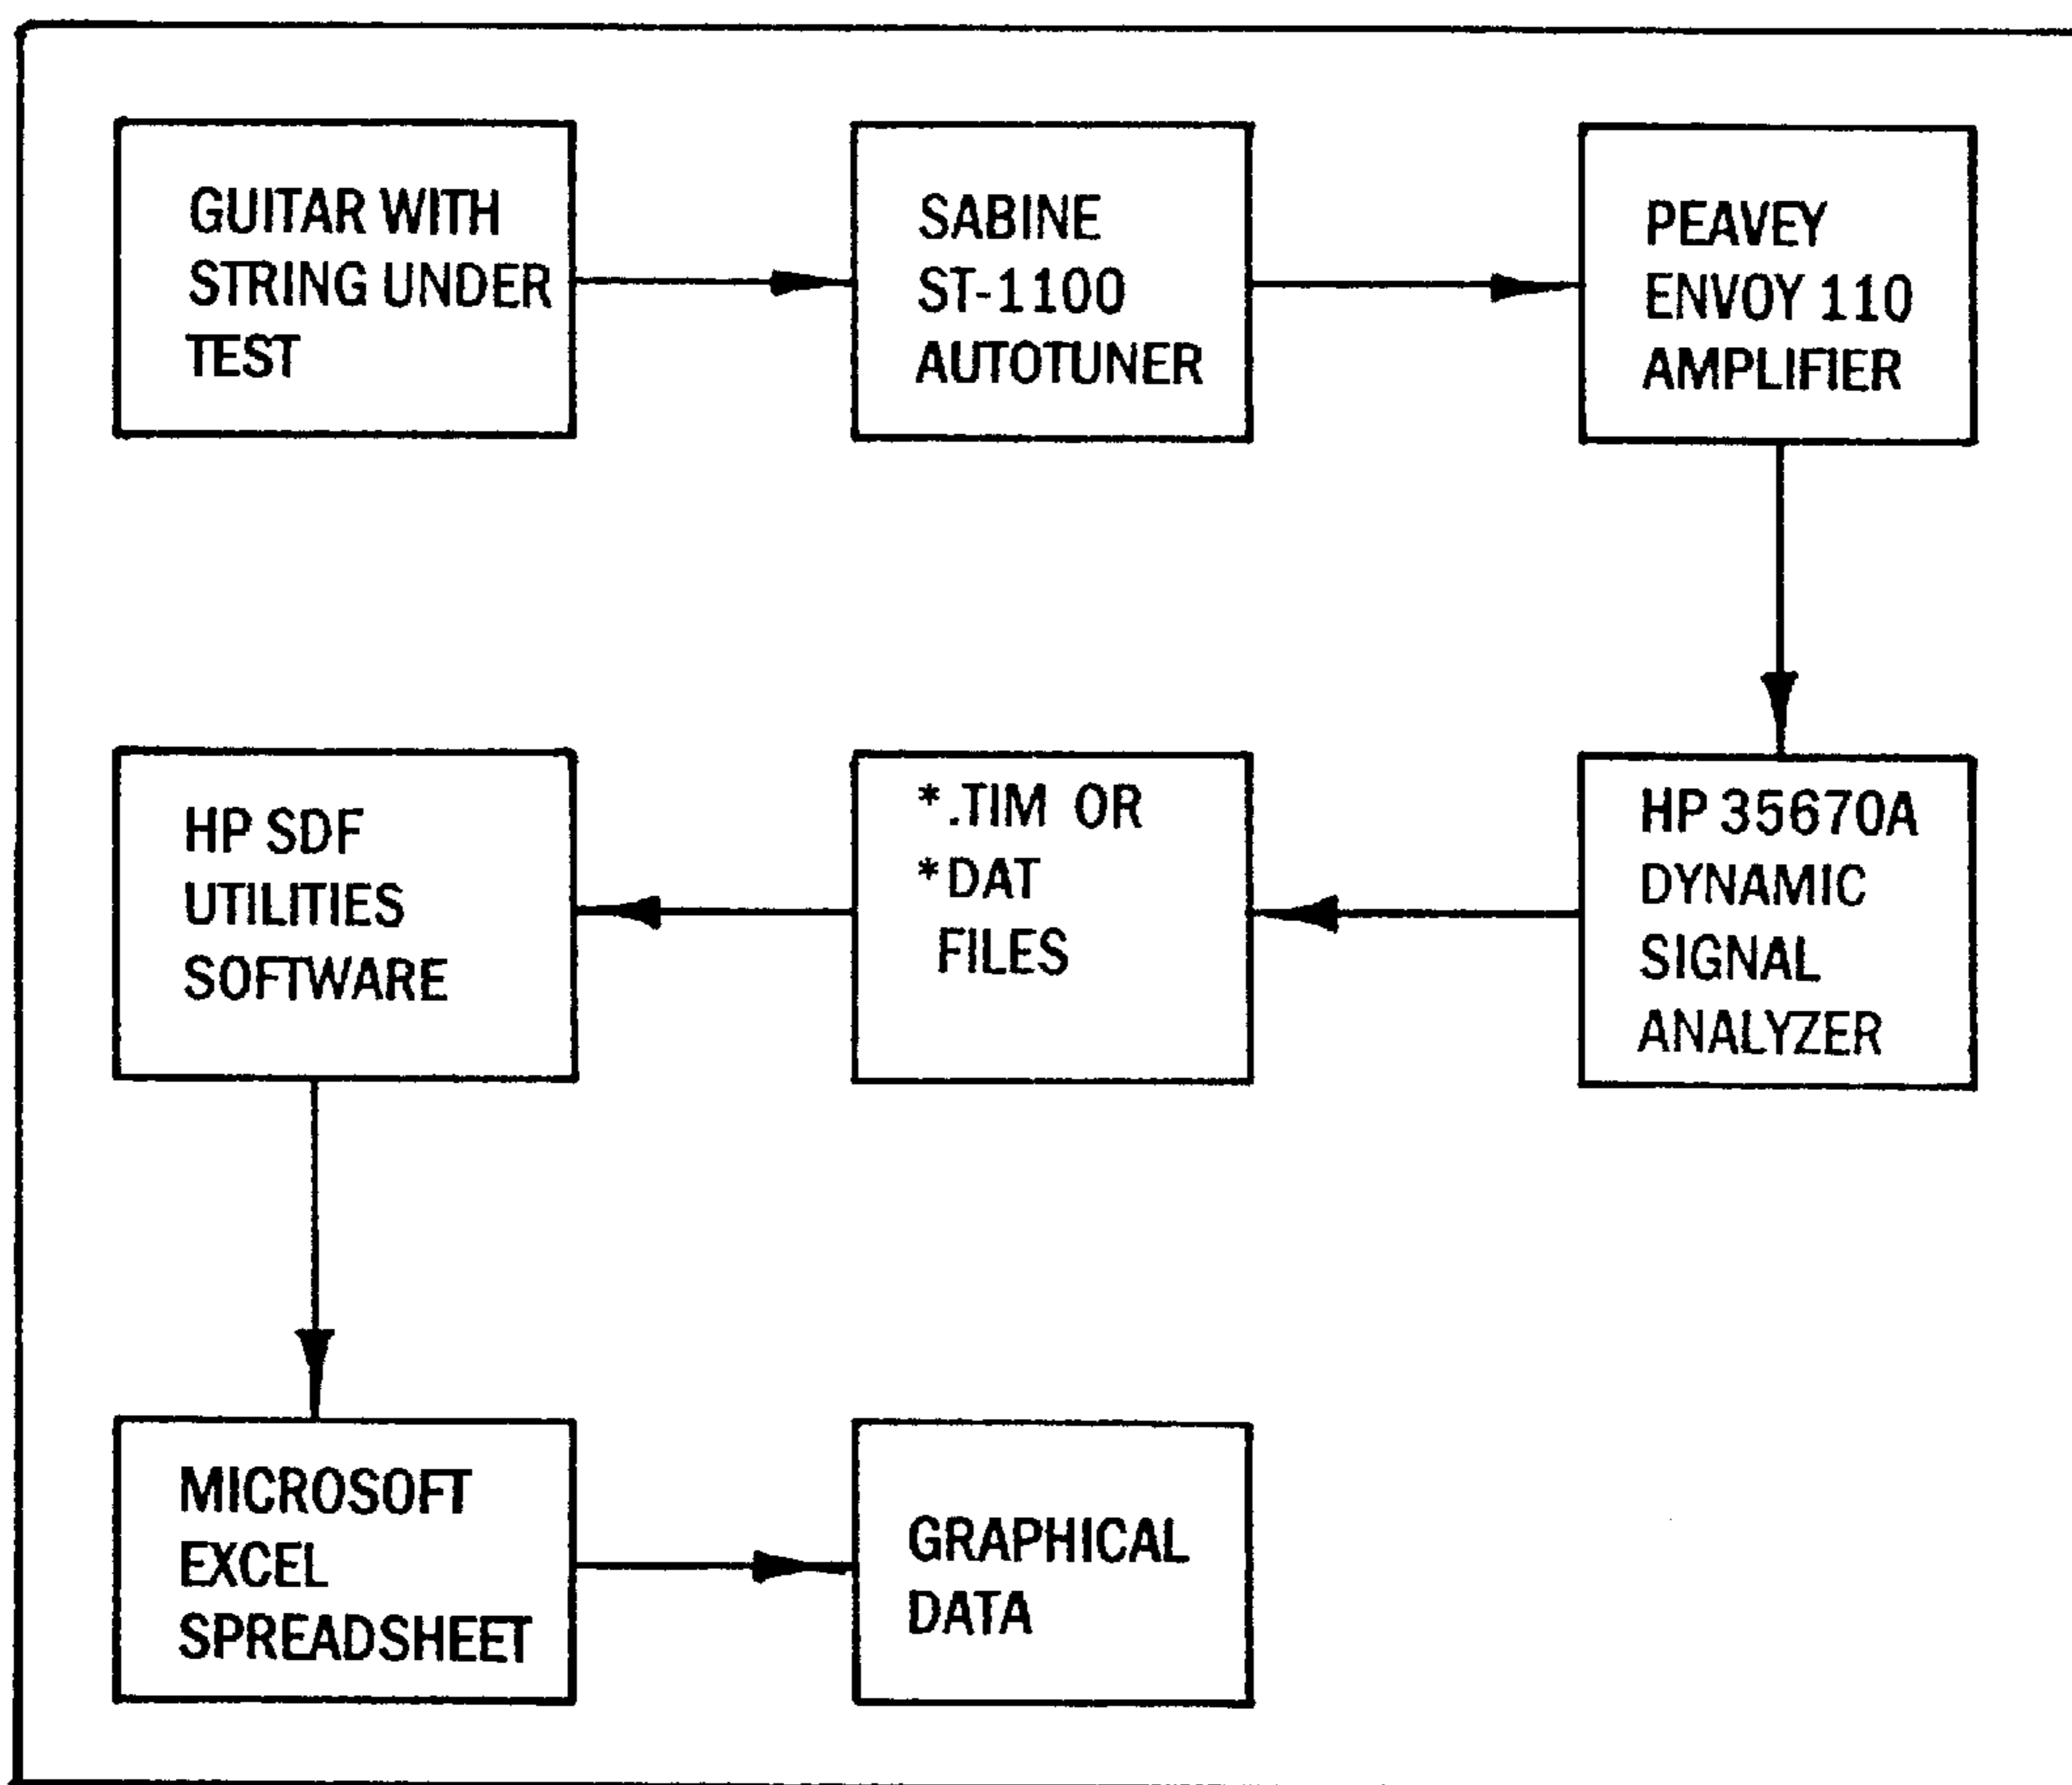 GUITAR WITH
STRING UNDER
TEST
SABINE
ST-1100
AUTOTUNER
PEAVEY
ENVOY 110
AMPLIFIER
HP 35670A
DYNAMIC
SIGNAL
ANALYZER
*.TIM OR
*DAT
FILES
HP SDF
UTILITIES
SOFTWARE
MICROSOFT
EXCEL
SPREADSHEET
GRAPHICAL
DATA